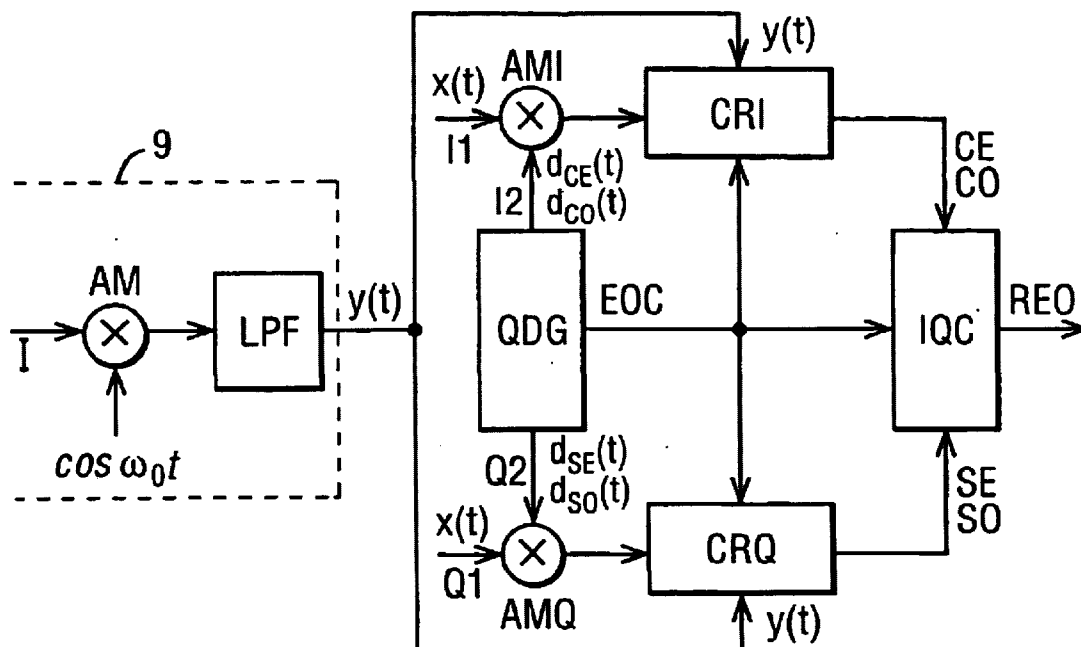 y(t)
AMI
x(t)
I1
CRI
9
d_CE(t)
I2
d_CO(t)
CE
CO
AM
I
LPF
y(t)
QDG
EOC
IQC
REO
cos ω₀t
Q2
d_SE(t)
d_SO(t)
SE
SO
x(t)
Q1
AMQ
CRQ
y(t)